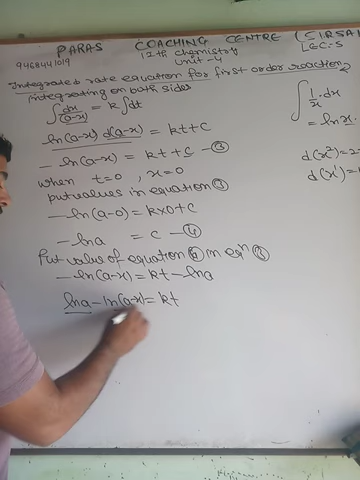 PARAS COACHING CENTRE (SIRSA)
9468441019
12th chemistry
LEC-5
Unit-4
Integrated rate equation for first order reaction
integrating on both sides
∫dx/(a-x) = k∫dt
∫1/x dx
= ln x
ln(a-x) d(a-x) = kt+c
- ln(a-x) = kt+c - ③
d(x²)=2
d(x¹)=
when t=0, x=0
put values in equation ③
-ln(a-0) = k×0+c
-lna = c - ④
Put value of equation ④ in eqⁿ ③
-ln(a-x) = kt-lna
lna-ln(a-x) = kt